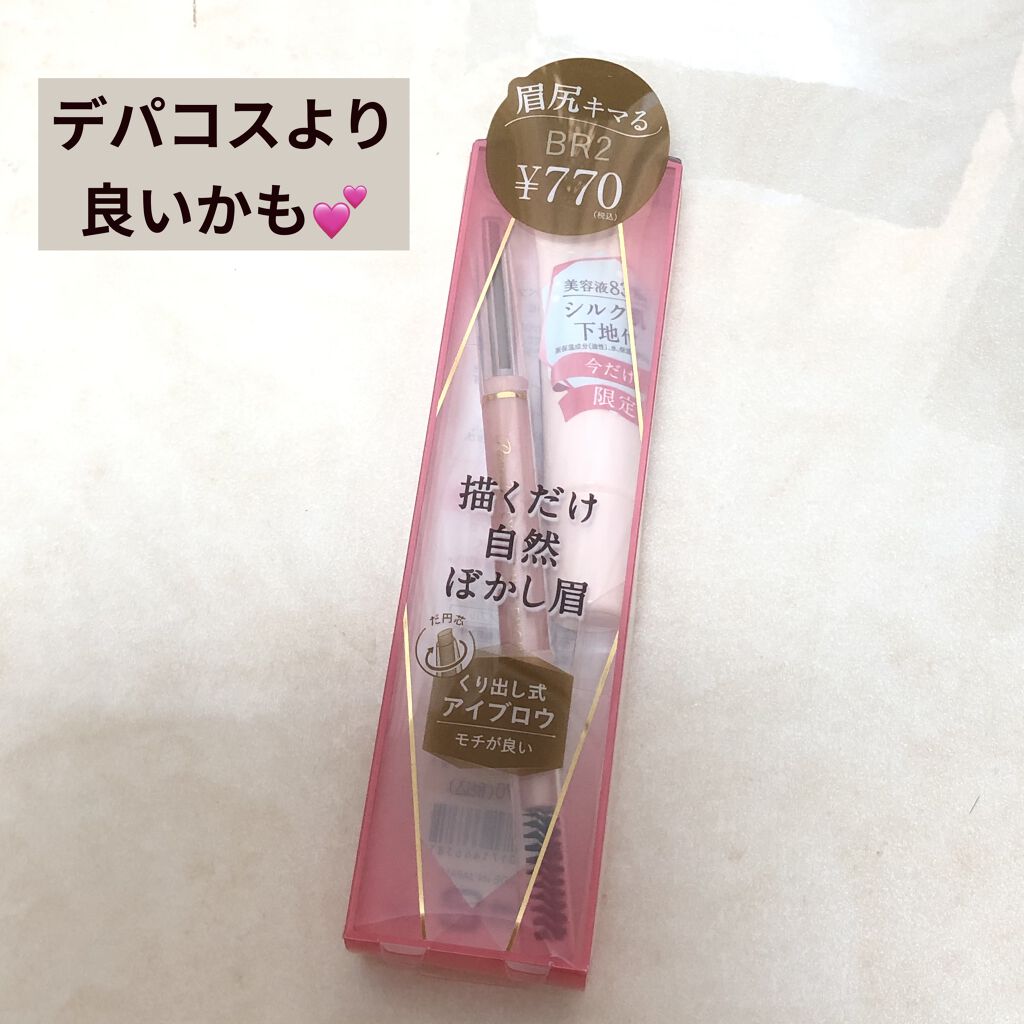 デパコスより
良いかも💕
眉尻キマる
BR2
¥770
(税込)
美容液83
シルク
下地付
今だけ
限定
描くだけ
自然
ぼかし眉
だ円芯
くり出し式
アイブロウ
モチが良い